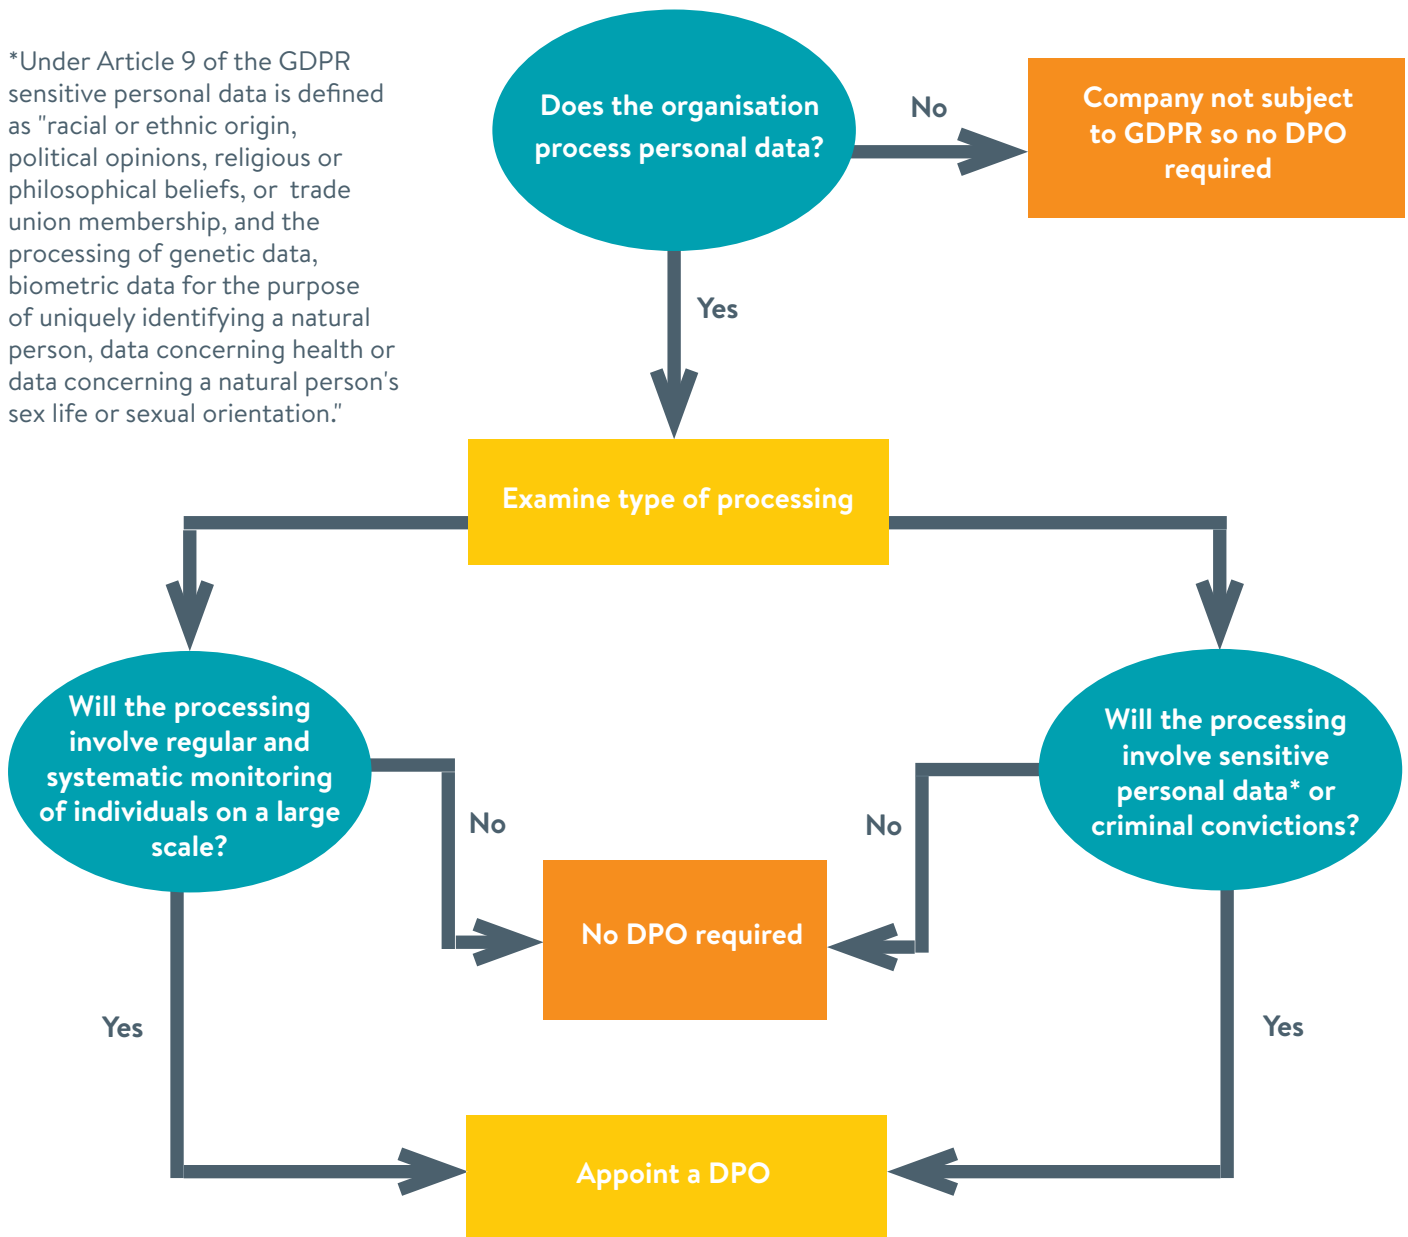 *Under Article 9 of the GDPR
sensitive personal data is defined
as "racial or ethnic origin,
political opinions, religious or
philosophical beliefs, or  trade
union membership, and the
processing of genetic data,
biometric data for the purpose
of uniquely identifying a natural
person, data concerning health or
data concerning a natural person's
sex life or sexual orientation."
Does the organisation
process personal data?
No
Company not subject
to GDPR so no DPO
required
Yes
Examine type of processing
Will the processing
involve regular and
systematic monitoring
of individuals on a large
scale?
No
No
Will the processing
involve sensitive
personal data* or
criminal convictions?
No DPO required
Yes
Yes
Appoint a DPO